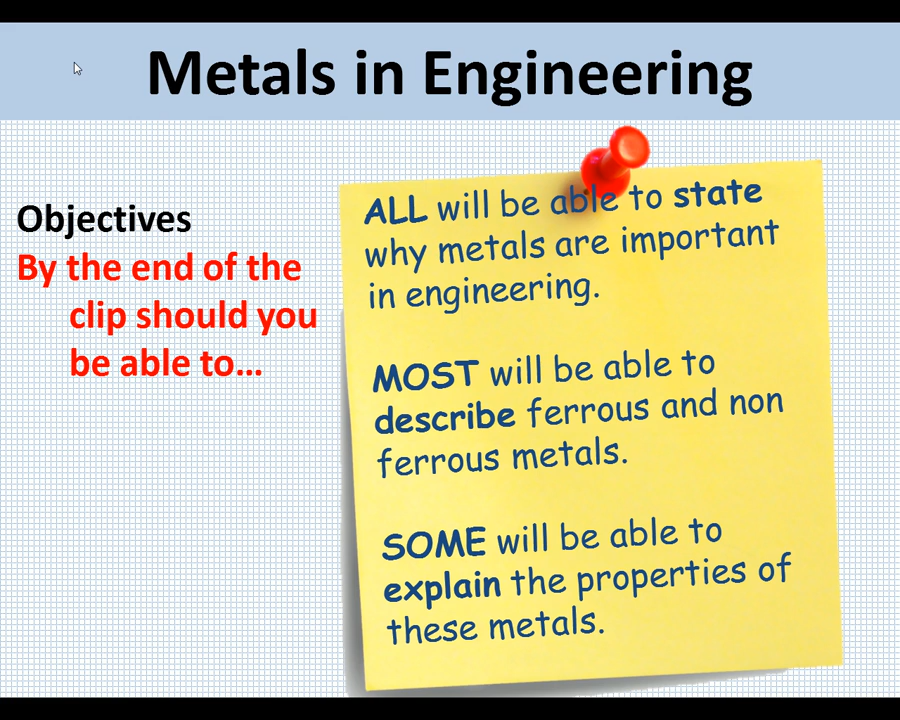 Metals in Engineering
Objectives
By the end of the
clip should you
be able to...
ALL will be able to state
why metals are important
in engineering.
MOST will be able to
describe ferrous and non
ferrous metals.
SOME will be able to
explain the properties of
these metals.